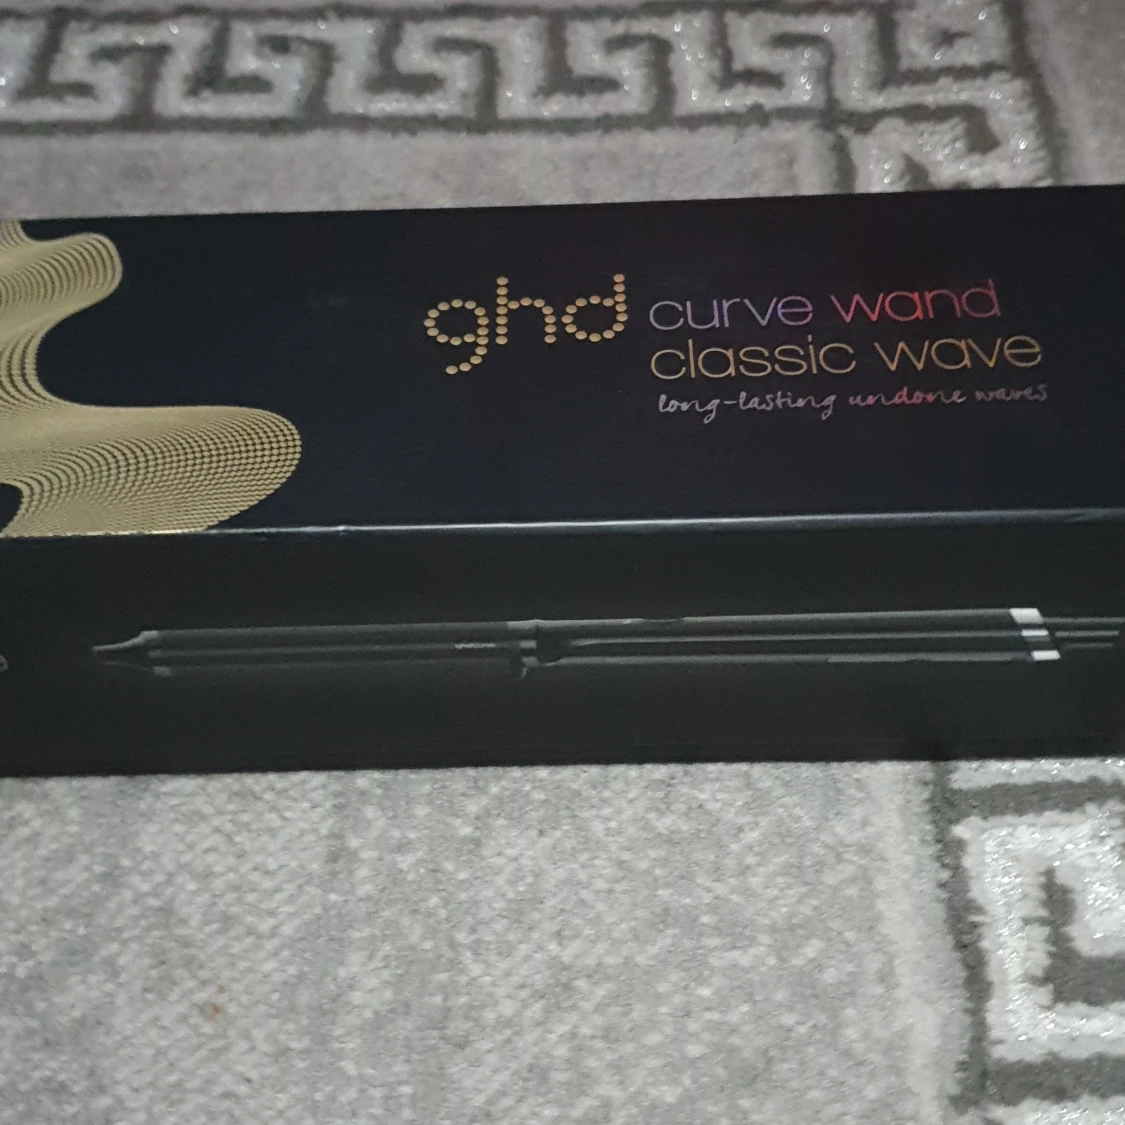 ghd
curve wand
classic wave
long-lasting undone waves